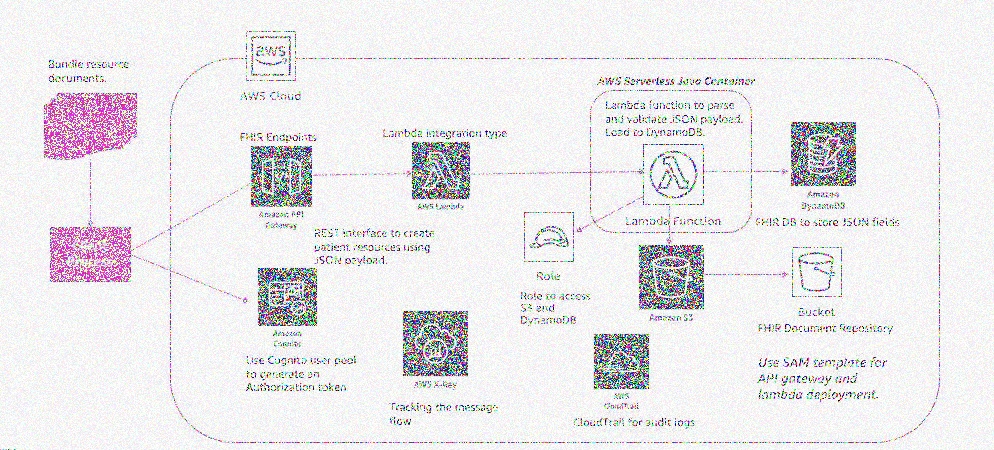 Bundle resource
documents.
aws
AWS Cloud
FHIR Endpoints
Amazon API
Gateway
REST interface to create
patient resources using
JSON payload.
Amazon
Cognito
Use Cognito user pool
to generate an
Authorization token
Lambda integration type
AWS Lambda
AWS X-Ray
Tracking the message
flow
AWS Serverless Java Container
Lambda function to parse
and validate JSON payload.
Load to DynamoDB.
Lambda Function
Role
Role to access
S3 and
DynamoDB
Amazon S3
AWS
CloudTrail
CloudTrail for audit logs
Amazon
DynamoDB
FHIR DB to store JSON fields
Bucket
FHIR Document Repository
Use SAM template for
API gateway and
lambda deployment.